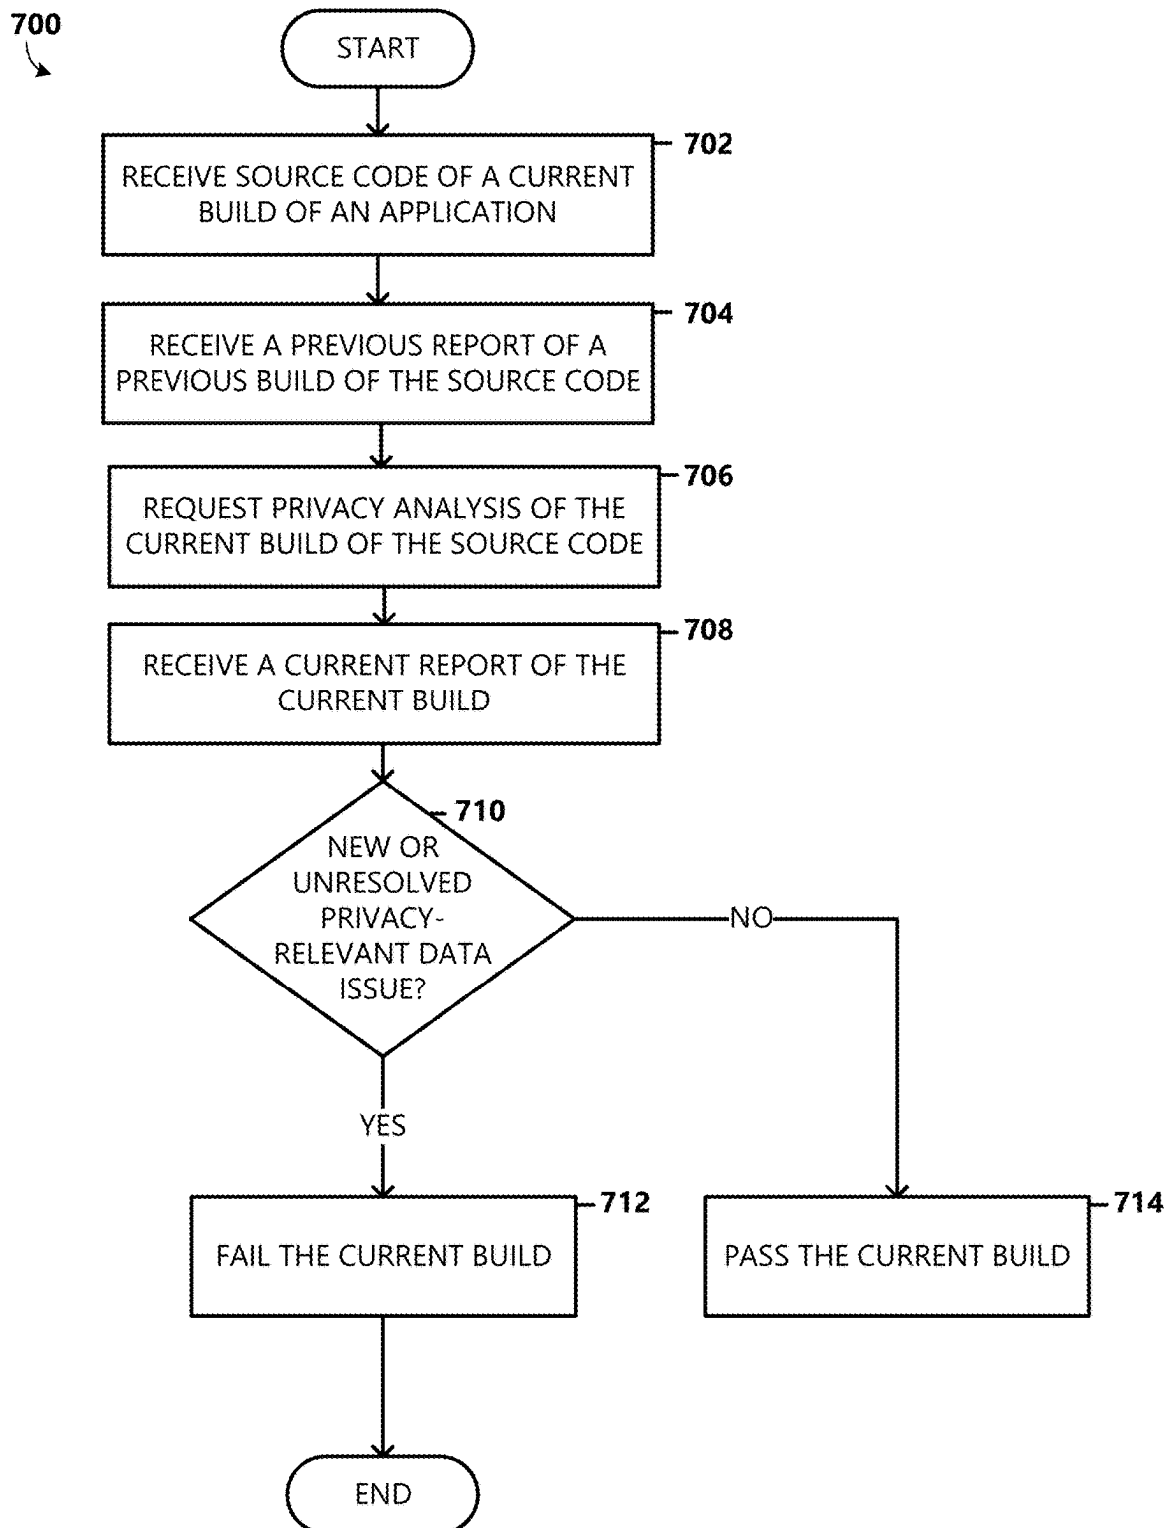 700
START
702
RECEIVE SOURCE CODE OF A CURRENT
BUILD OF AN APPLICATION
704
RECEIVE A PREVIOUS REPORT OF A
PREVIOUS BUILD OF THE SOURCE CODE
706
REQUEST PRIVACY ANALYSIS OF THE
CURRENT BUILD OF THE SOURCE CODE
708
RECEIVE A CURRENT REPORT OF THE
CURRENT BUILD
710
NEW OR
UNRESOLVED
PRIVACY-
RELEVANT DATA
ISSUE?
NO
YES
712
FAIL THE CURRENT BUILD
714
PASS THE CURRENT BUILD
END